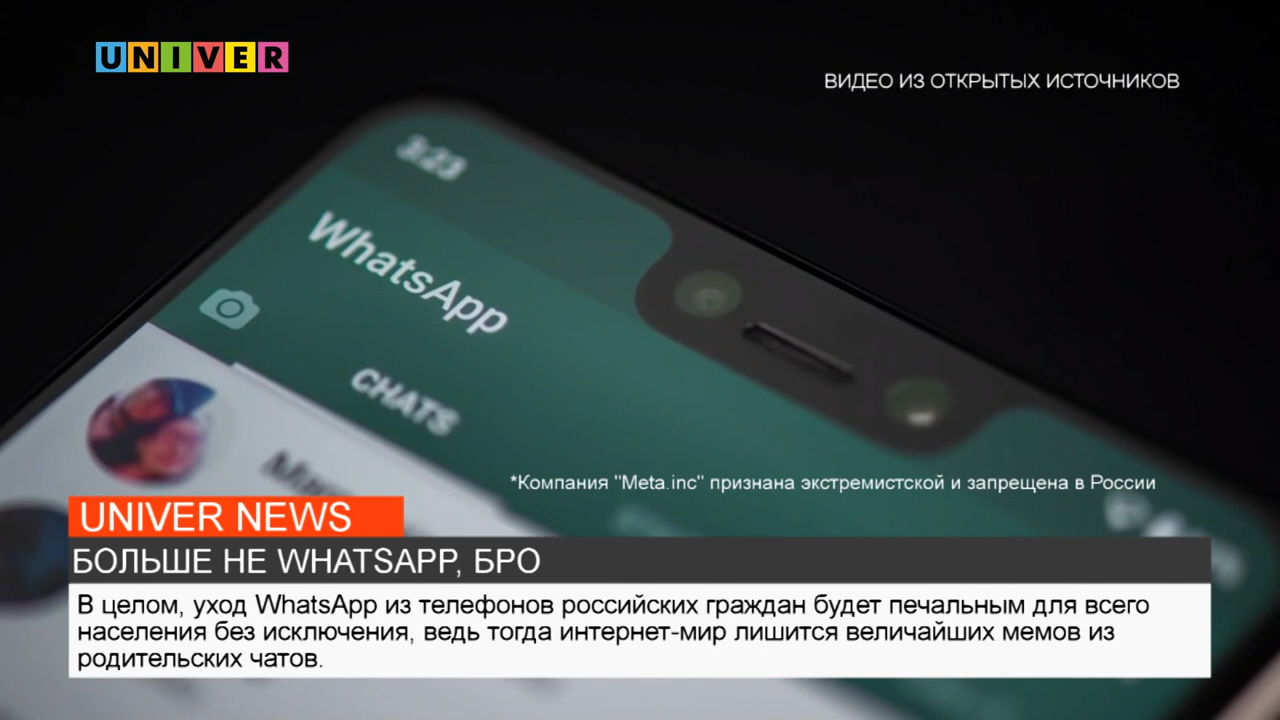 UNIVER
ВИДЕО ИЗ ОТКРЫТЫХ ИСТОЧНИКОВ
3:23
WhatsApp
CHATS
*Компания "Meta.inc" признана экстремистской и запрещена в России
UNIVER NEWS
БОЛЬШЕ НЕ WHATSAPP, БРО
В целом, уход WhatsApp из телефонов российских граждан будет печальным для всего
населения без исключения, ведь тогда интернет-мир лишится величайших мемов из
родительских чатов.